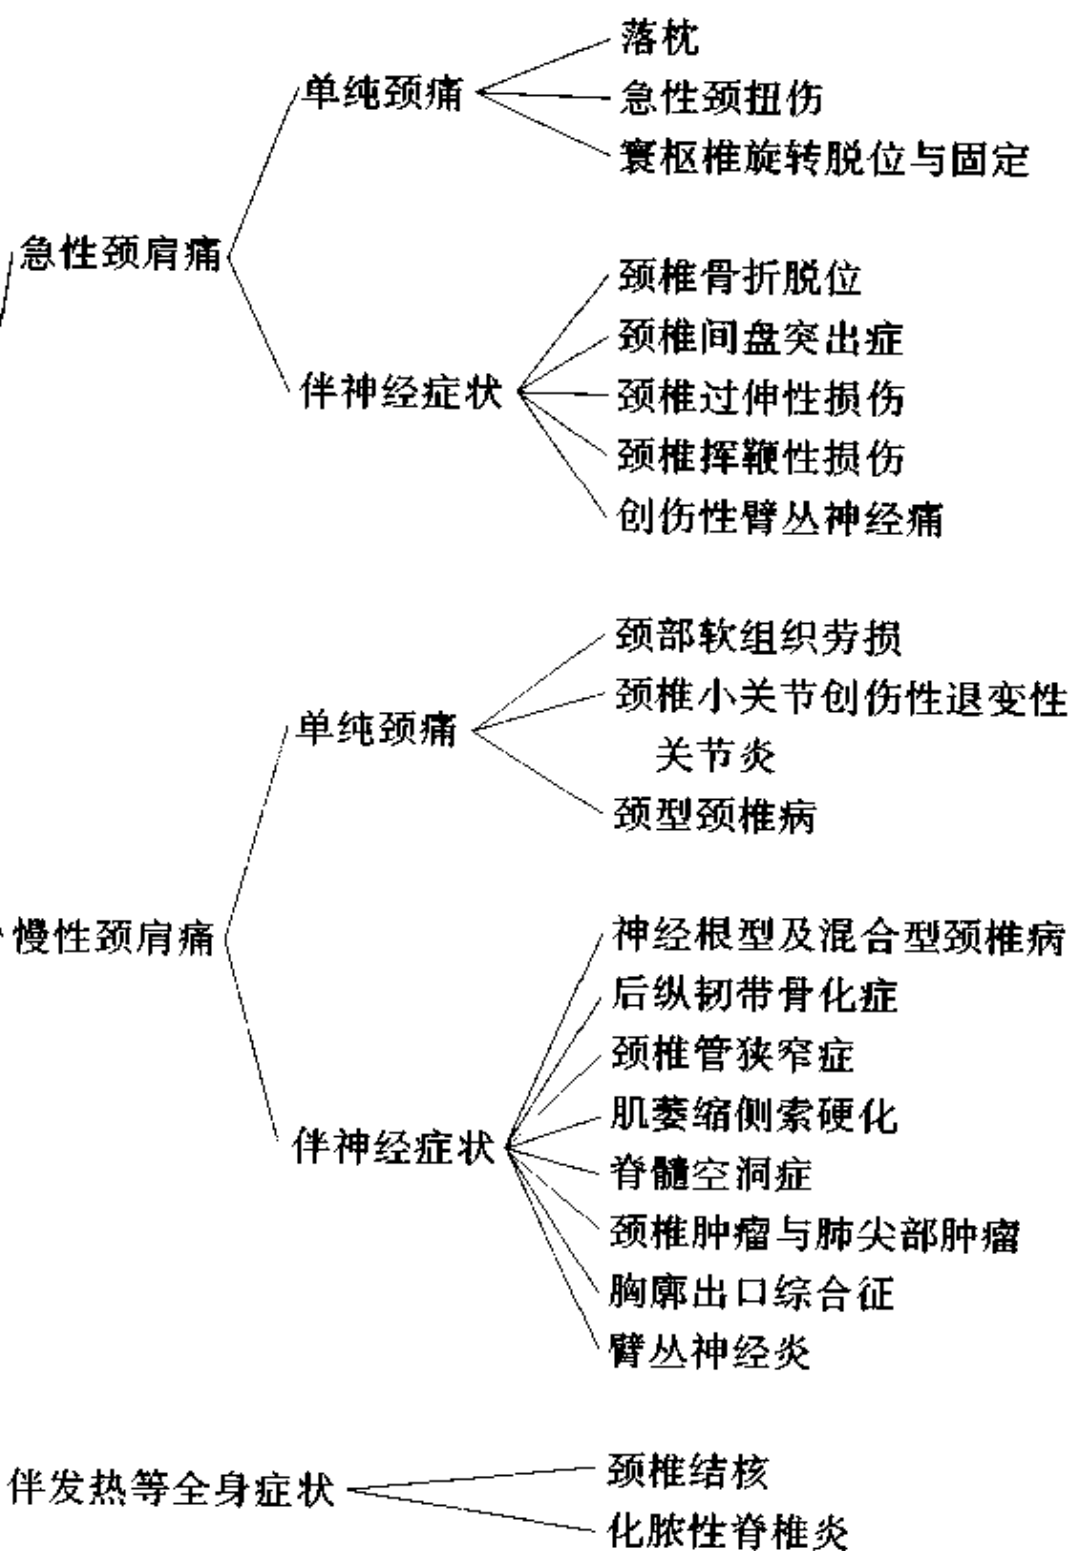 落枕
单纯颈痛
急性颈扭伤
寰枢椎旋转脱位与固定
急性颈肩痛
颈椎骨折脱位
颈椎间盘突出症
伴神经症状
颈椎过伸性损伤
颈椎挥鞭性损伤
创伤性臂丛神经痛
颈部软组织劳损
颈椎小关节创伤性退变性
单纯颈痛
关节炎
颈型颈椎病
慢性颈肩痛
神经根型及混合型颈椎病
后纵韧带骨化症
颈椎管狭窄症
肌萎缩侧索硬化
伴神经症状
脊髓空洞症
颈椎肿瘤与肺尖部肿瘤
胸廓出口综合征
臂丛神经炎
伴发热等全身症状
颈椎结核
化脓性脊椎炎